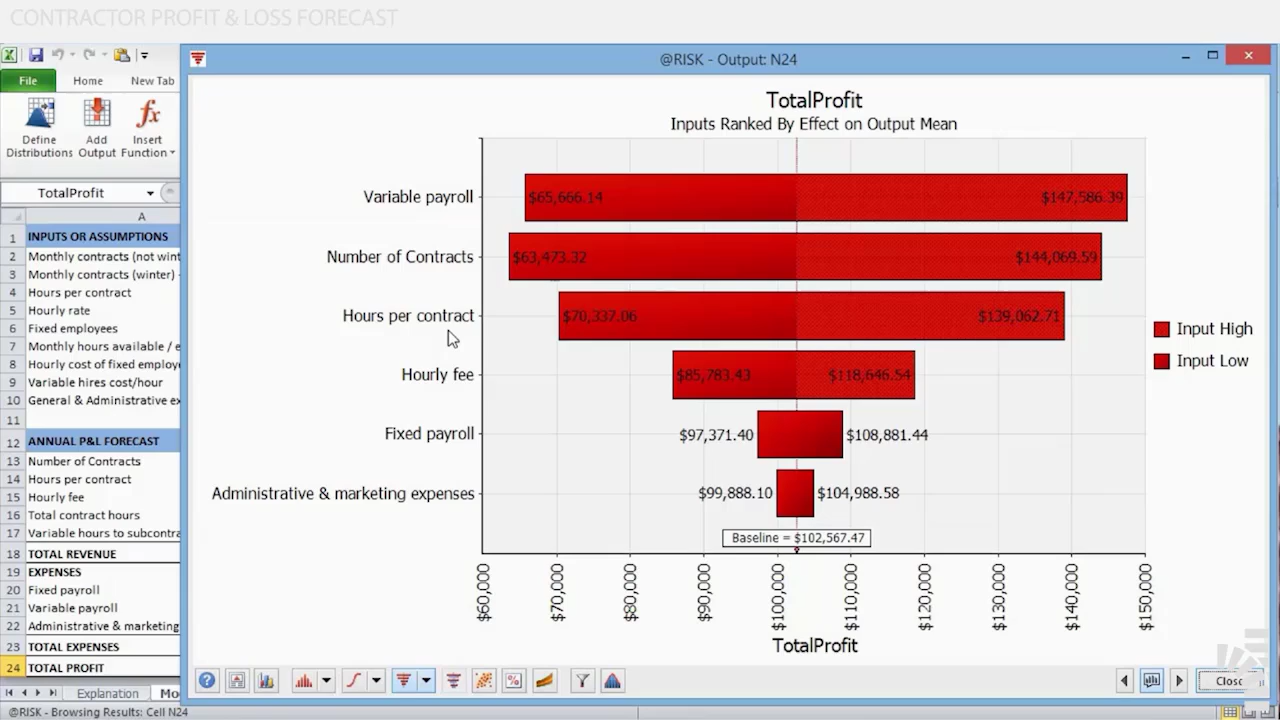 CONTRACTOR PROFIT & LOSS FORECAST
@RISK - Output: N24
File
Home
New Tab
Define
Distributions
Add
Output
Insert
Function
TotalProfit
A
1 INPUTS OR ASSUMPTIONS
2 Monthly contracts (not wint
3 Monthly contracts (winter) -
4 Hours per contract
5 Hourly rate
6 Fixed employees
7 Monthly hours available / e
8 Hourly cost of fixed employ
9 Variable hires cost/hour
10 General & Administrative ex
11
12 ANNUAL P&L FORECAST
13 Number of Contracts
14 Hours per contract
15 Hourly fee
16 Total contract hours
17 Variable hours to subcontra
18 TOTAL REVENUE
19 EXPENSES
20 Fixed payroll
21 Variable payroll
22 Administrative & marketing
23 TOTAL EXPENSES
24 TOTAL PROFIT
Explanation
Mo
@RISK - Browsing Results: Cell N24
TotalProfit
Inputs Ranked By Effect on Output Mean
Variable payroll $65,666.14 $147,586.39
Number of Contracts $63,473.32 $144,069.59
Hours per contract $70,337.06 $139,062.71
Hourly fee $85,783.43 $118,646.54
Fixed payroll $97,371.40 $108,881.44
Administrative & marketing expenses $99,888.10 $104,988.58
Baseline = $102,567.47
$60,000
$70,000
$80,000
$90,000
$100,000
$110,000
$120,000
$130,000
$140,000
$150,000
TotalProfit
Input High
Input Low
Close